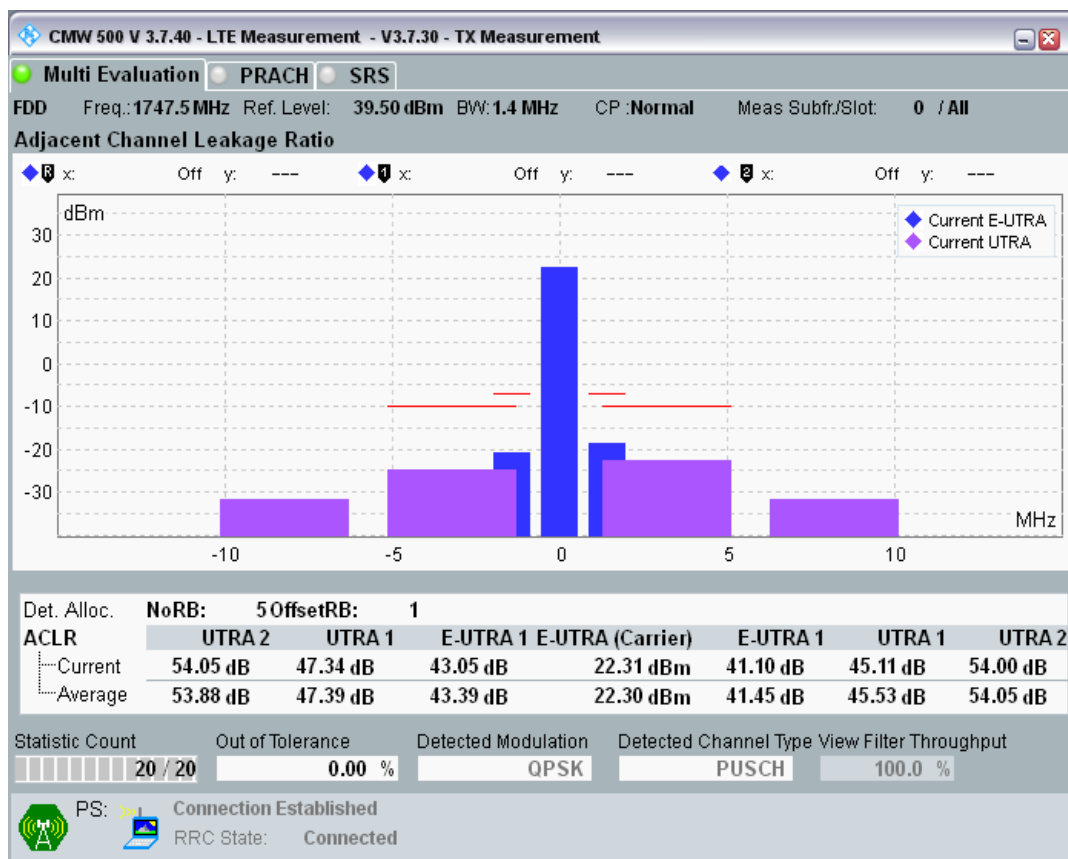 CMW 500 V 3.7.40 - LTE Measurement - V3.7.30 - TX Measurement
Multi Evaluation PRACH SRS
FDD Freq.: 1747.5 MHz Ref. Level: 39.50 dBm BW: 1.4 MHz CP :Normal Meas Subfr./Slot: 0 / All
Adjacent Channel Leakage Ratio
R x: Off y: --- 1 x: Off y: --- 2 x: Off y: ---
dBm
Current E-UTRA
Current UTRA
30
20
10
0
-10
-20
-30
MHz
-10 -5 0 5 10
Det. Alloc. NoRB: 5 OffsetRB: 1
ACLR UTRA 2 UTRA 1 E-UTRA 1 E-UTRA (Carrier) E-UTRA 1 UTRA 1 UTRA 2
Current 54.05 dB 47.34 dB 43.05 dB 22.31 dBm 41.10 dB 45.11 dB 54.00 dB
Average 53.88 dB 47.39 dB 43.39 dB 22.30 dBm 41.45 dB 45.53 dB 54.05 dB
Statistic Count Out of Tolerance Detected Modulation Detected Channel Type View Filter Throughput
20 / 20 0.00 % QPSK PUSCH 100.0 %
PS: Connection Established
RRC State: Connected